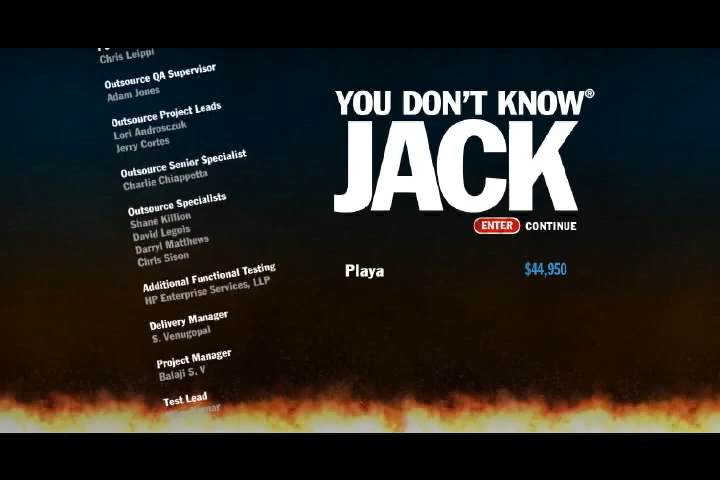 Chris Leippi
Outsource QA Supervisor
Adam Jones
Outsource Project Leads
Lori Androsczuk
Jerry Cortes
Outsource Senior Specialist
Charlie Chiappetta
Outsource Specialists
Shane Killion
David Legois
Darryl Matthews
Chris Sison
Additional Functional Testing
HP Enterprise Services, LLP
Delivery Manager
S. Venugopal
Project Manager
Balaji S. V
Test Lead
YOU DON'T KNOW®
JACK
ENTER CONTINUE
Playa $44,950